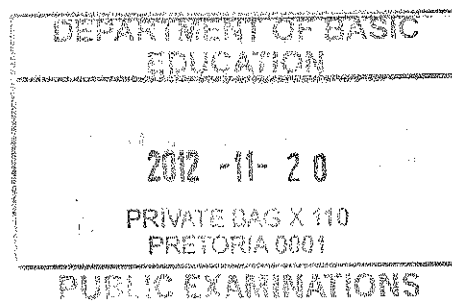 DEPARTMENT OF BASIC
EDUCATION
2012 -11- 20
PRIVATE BAG X 110
PRETORIA 0001
PUBLIC EXAMINATIONS